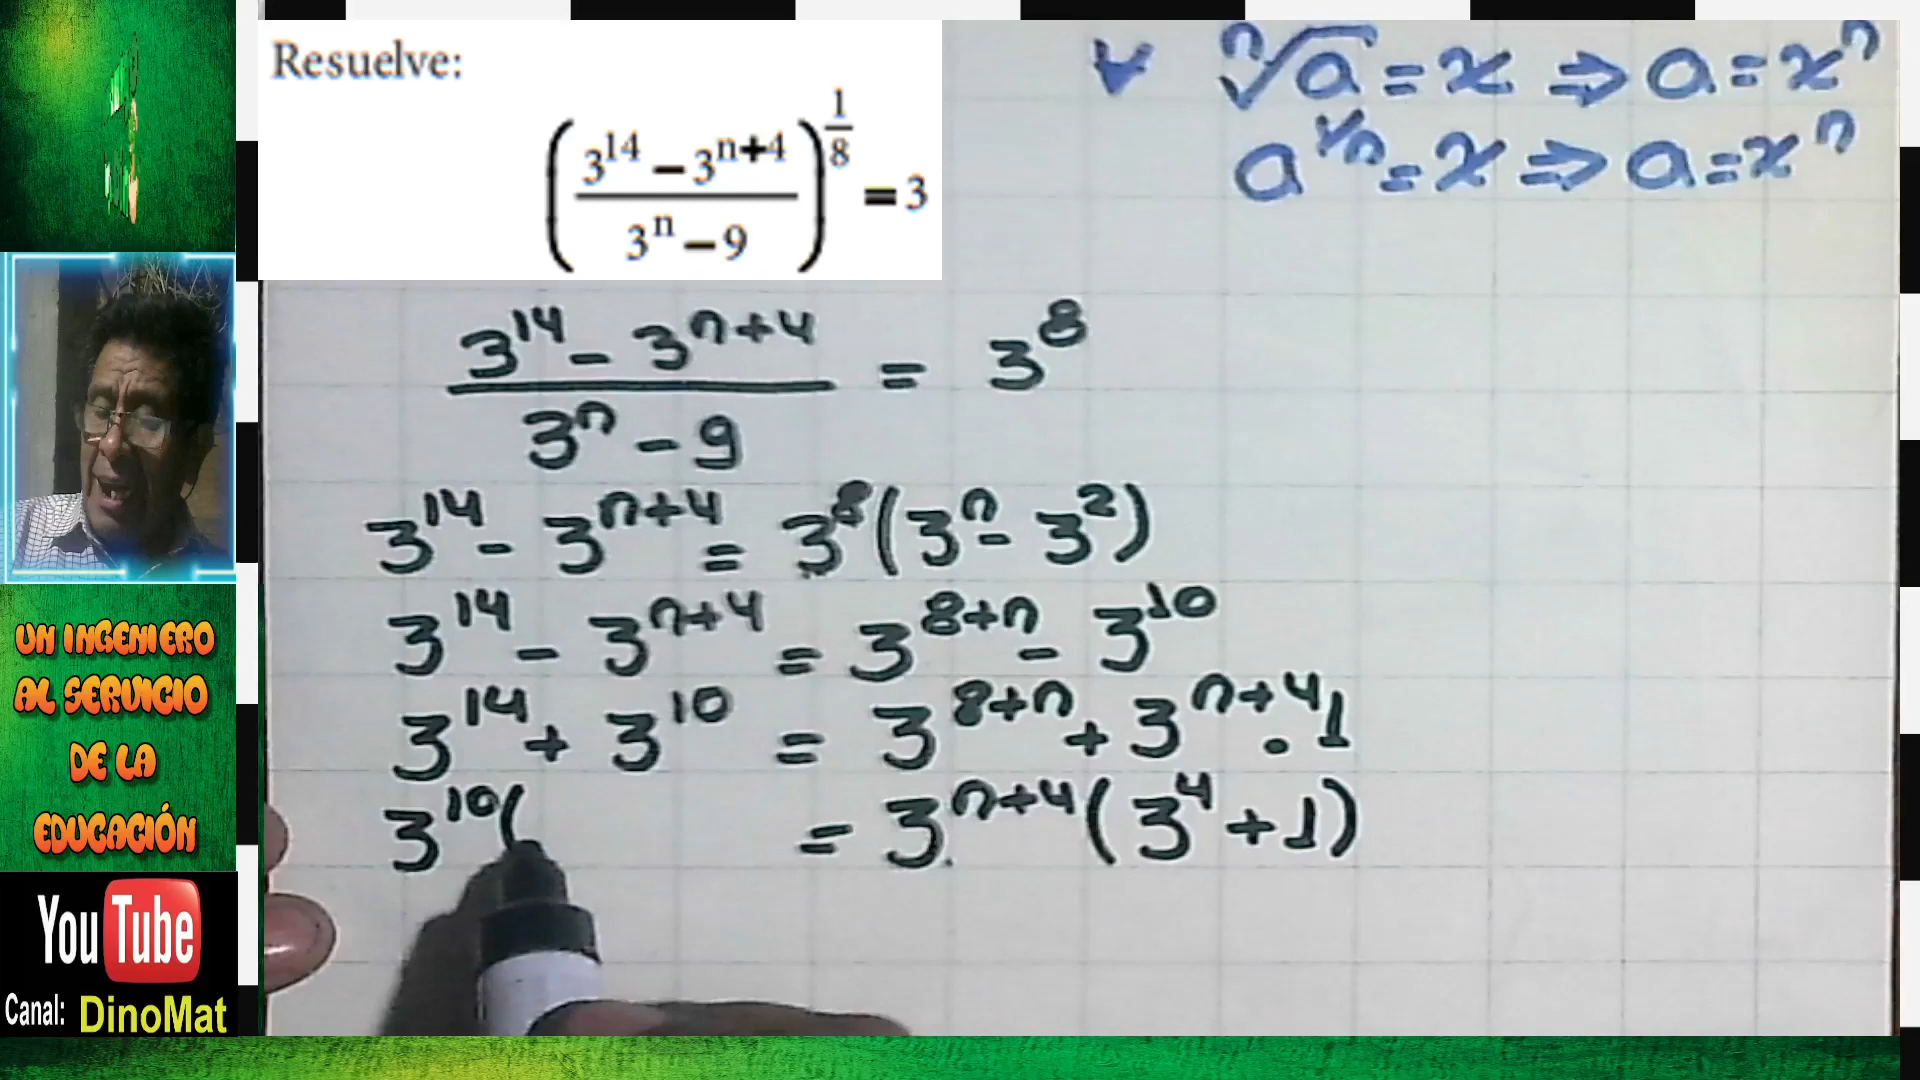 Resuelve:
(3^14 − 3^(n+4) / 3^n − 9)^(1/8) = 3
∀ ⁿ√a = x ⇒ a = x^n
a^(1/n) = x ⇒ a = x^n
3^14 - 3^(n+4) / 3^n - 9 = 3^8
3^14 - 3^(n+4) = 3^8(3^n - 3^2)
3^14 - 3^(n+4) = 3^(8+n) - 3^10
3^14 + 3^10 = 3^(8+n) + 3^(n+4) . 1
3^10( = 3^(n+4)(3^4 + 1)
UN INGENIERO
AL SERVICIO
DE LA
EDUCACIÓN
YouTube
Canal: DinoMat